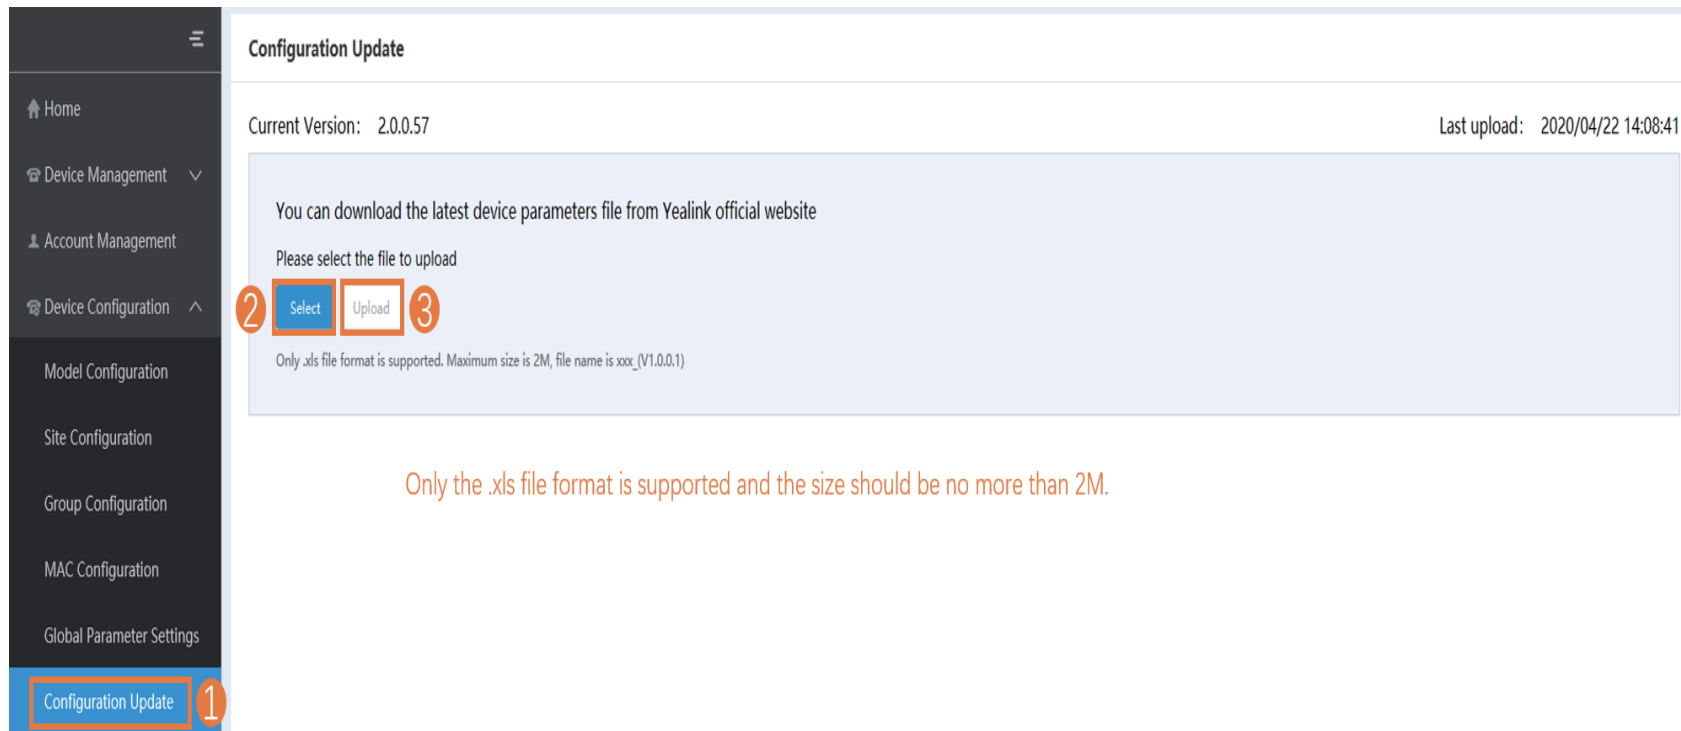 Configuration Update
Home
Current Version: 2.0.0.57
Last upload: 2020/04/22 14:08:41
Device Management
You can download the latest device parameters file from Yealink official website
Account Management
Please select the file to upload
Device Configuration
2 Select Upload 3
Only .xls file format is supported. Maximum size is 2M, file name is xxx_(V1.0.0.1)
Model Configuration
Site Configuration
Only the .xls file format is supported and the size should be no more than 2M.
Group Configuration
MAC Configuration
Global Parameter Settings
Configuration Update 1